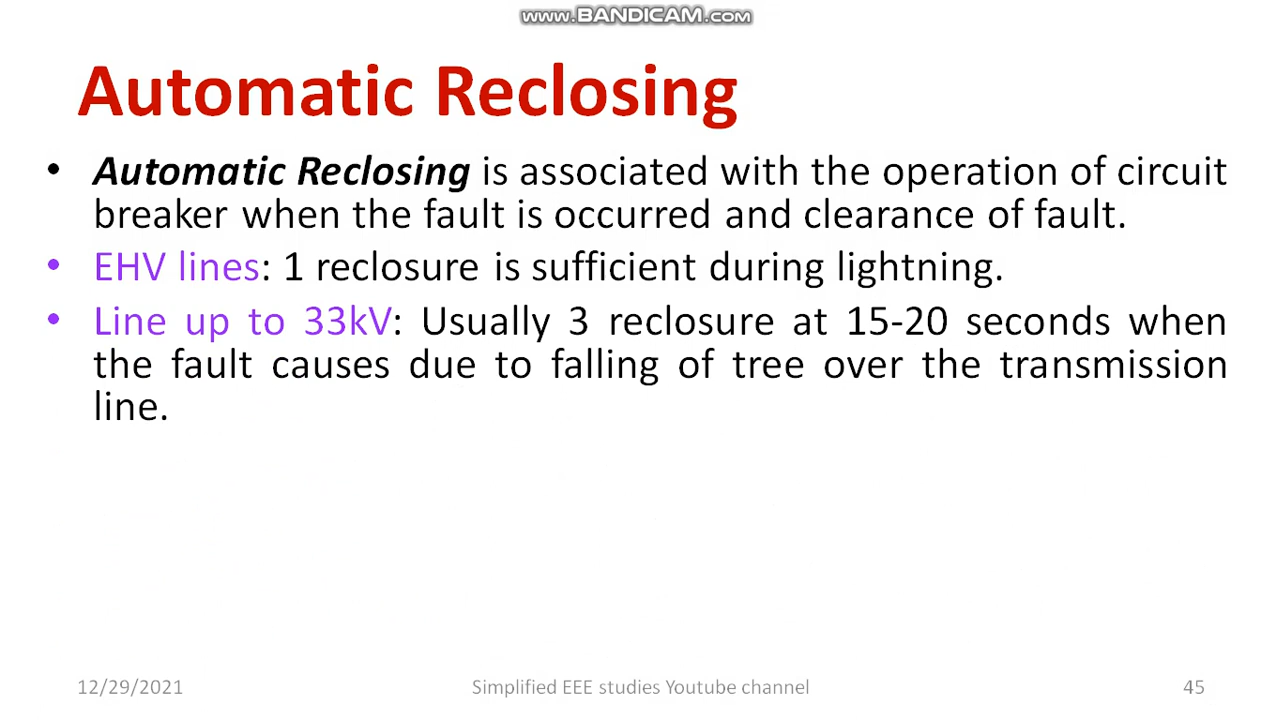 www.BANDICAM.com
Automatic Reclosing
• Automatic Reclosing is associated with the operation of circuit
breaker when the fault is occurred and clearance of fault.
• EHV lines: 1 reclosure is sufficient during lightning.
• Line up to 33kV: Usually 3 reclosure at 15-20 seconds when
the fault causes due to falling of tree over the transmission
line.
12/29/2021
Simplified EEE studies Youtube channel
45